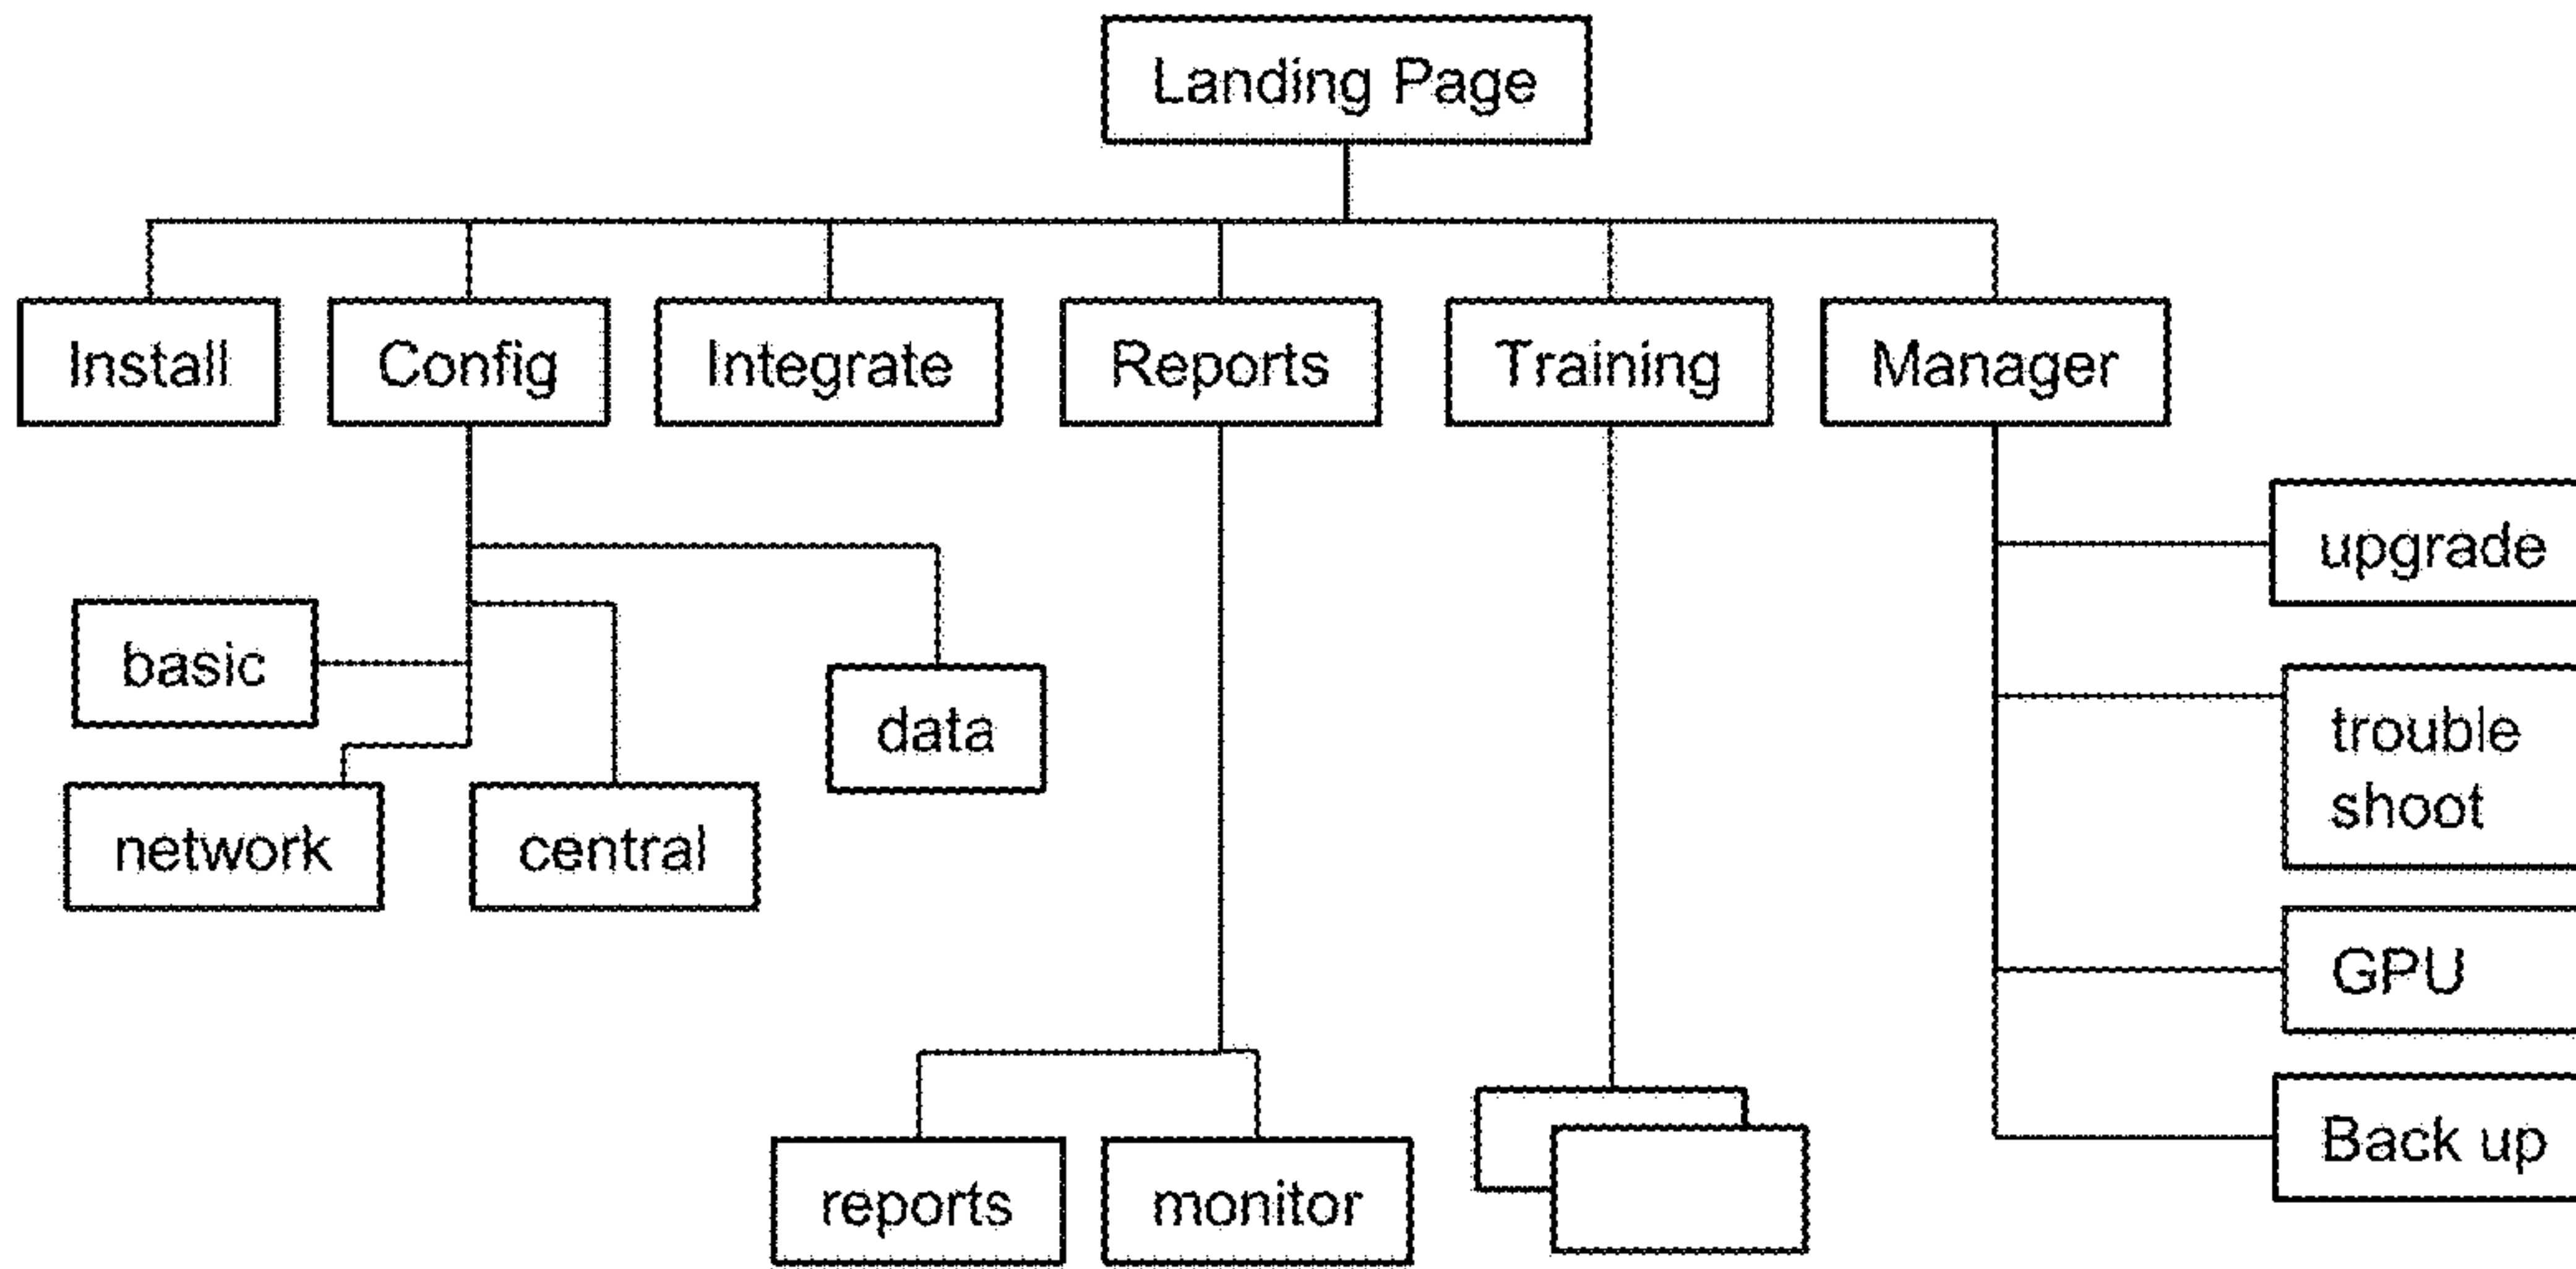 Landing Page
Install
Config
Integrate
Reports
Training
Manager
upgrade
basic
data
trouble
shoot
network
central
GPU
reports
monitor
Back up